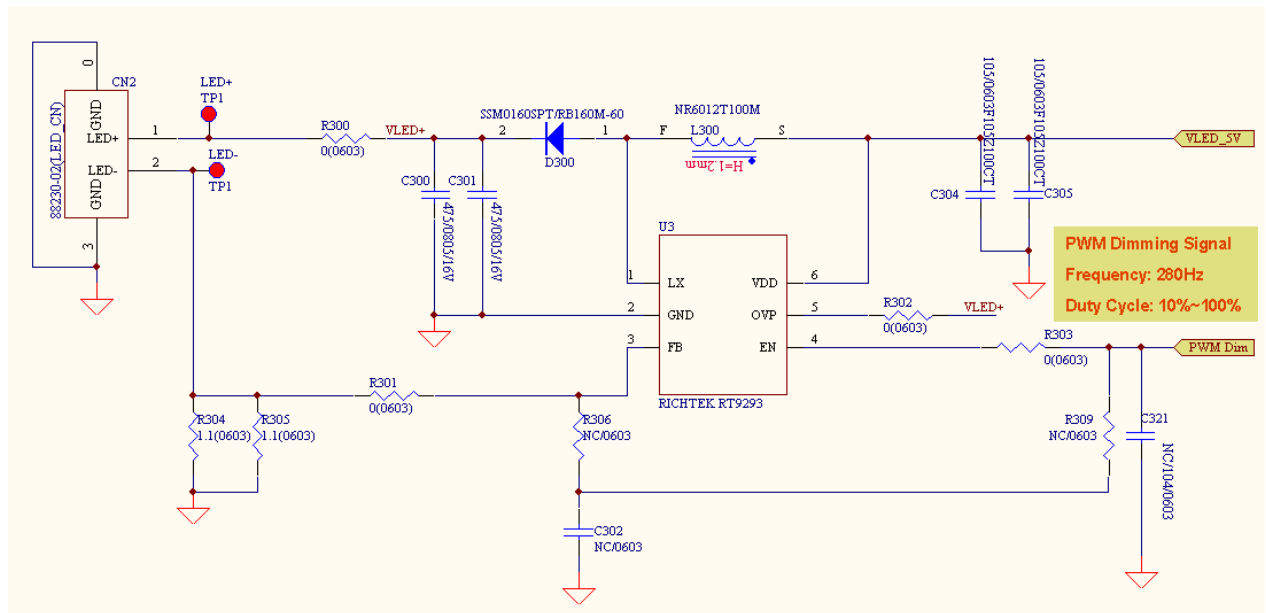 0
CN2
88230-02(LED_CN)
GND
LED+
LED-
GND
1
2
3
LED+
TP1
LED-
TP1
R300
0(0603)
VLED+
C300
475/0805/16V
C301
475/0805/16V
SSM0160SPT/RB160M-60
2
1
D300
NR6012T100M
F
L300
S
H=1.2mm
105/0603F105Z100CT
105/0603F105Z100CT
C304
C305
VLED_5V
U3
1
LX
VDD
6
2
GND
OVP
5
3
FB
EN
4
RICHTEK RT9293
R302
0(0603)
VLED+
R303
0(0603)
PWM Dimming Signal
Frequency: 280Hz
Duty Cycle: 10%~100%
PWM Dim
R301
0(0603)
R304
1.1(0603)
R305
1.1(0603)
R306
NC/0603
R309
NC/0603
C321
NC/104/0603
C302
NC/0603